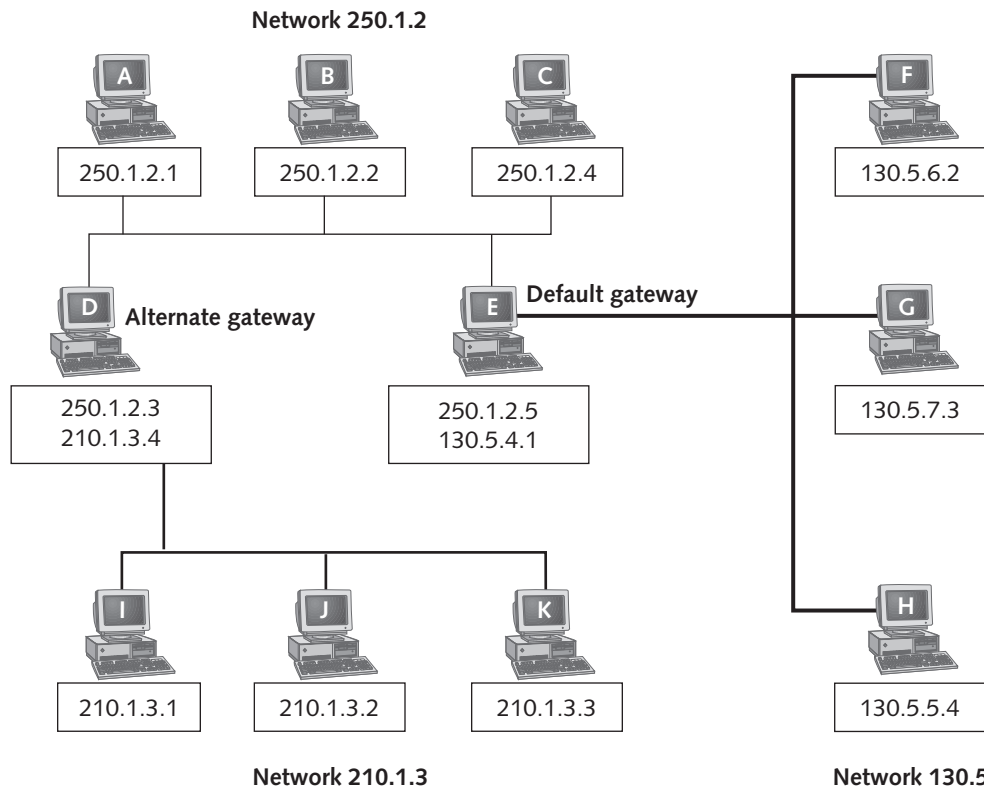 Network 250.1.2
A
B
C
F
250.1.2.1
250.1.2.2
250.1.2.4
130.5.6.2
D
Alternate gateway
E
Default gateway
G
250.1.2.3
210.1.3.4
250.1.2.5
130.5.4.1
130.5.7.3
I
J
K
H
210.1.3.1
210.1.3.2
210.1.3.3
130.5.5.4
Network 210.1.3
Network 130.5